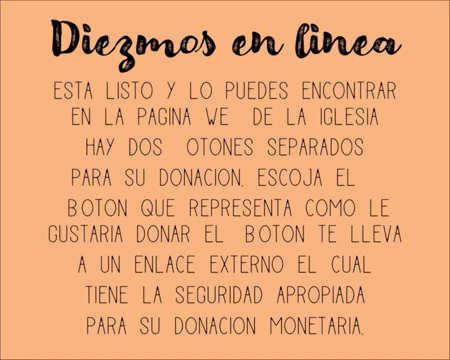 Diezmos en linea
ESTA LISTO Y LO PUEDES ENCONTRAR
EN LA PAGINA WE DE LA IGLESIA
HAY DOS OTONES SEPARADOS
PARA SU DONACION, ESCOJA EL
BOTON QUE REPRESENTA COMO LE
GUSTARIA DONAR EL BOTON TE LLEVA
A UN ENLACE EXTERNO EL CUAL
TIENE LA SEGURIDAD APROPIADA
PARA SU DONACION MONETARIA.